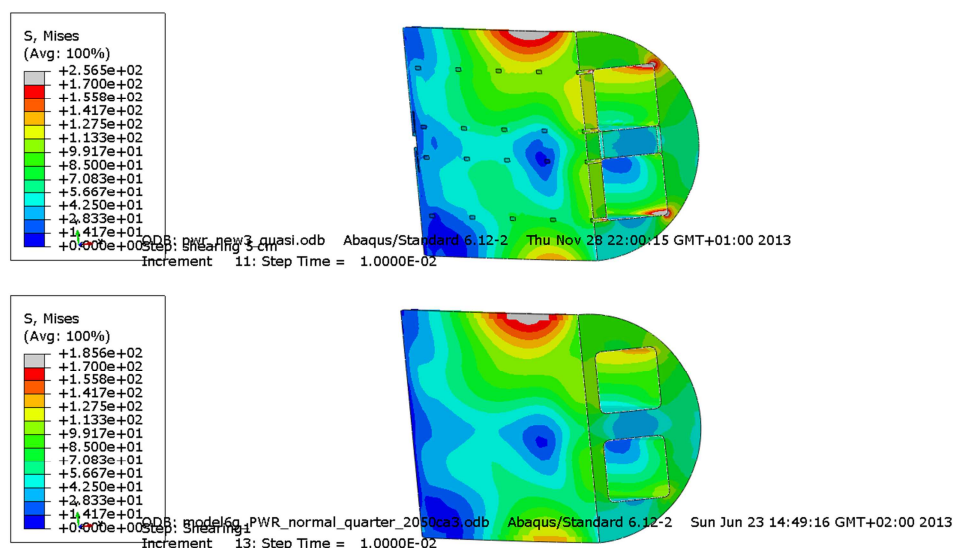 S, Mises
(Avg: 100%)
+2.565e+02
+1.700e+02
+1.558e+02
+1.417e+02
+1.275e+02
+1.133e+02
+9.917e+01
+8.500e+01
+7.083e+01
+5.667e+01
+4.250e+01
+2.833e+01
+1.417e+01
+0.000e+00
ODB: pwr_new3_quasi.odb Abaqus/Standard 6.12-2 Thu Nov 28 22:00:15 GMT+01:00 2013
Step: shearing 5 cm
Increment 11: Step Time = 1.0000E-02
S, Mises
(Avg: 100%)
+1.856e+02
+1.700e+02
+1.558e+02
+1.417e+02
+1.275e+02
+1.133e+02
+9.917e+01
+8.500e+01
+7.083e+01
+5.667e+01
+4.250e+01
+2.833e+01
+1.417e+01
+0.000e+00
ODB: model6g_PWR_normal_quarter_2050ca3.odb Abaqus/Standard 6.12-2 Sun Jun 23 14:49:16 GMT+02:00 2013
Step: Shearing1
Increment 13: Step Time = 1.0000E-02